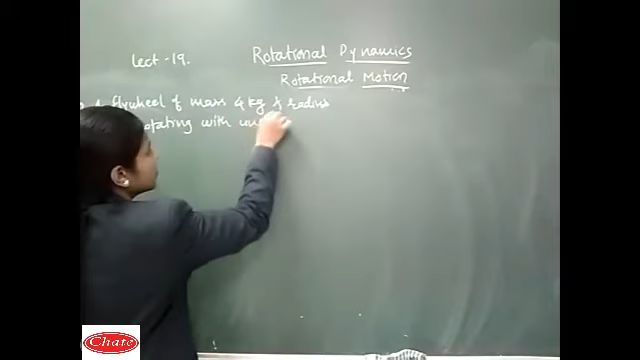 Lect -19.
Rotational Dynamics
Rotational Motion
flywheel of mass 4 kg & radius
rotating with
Chate